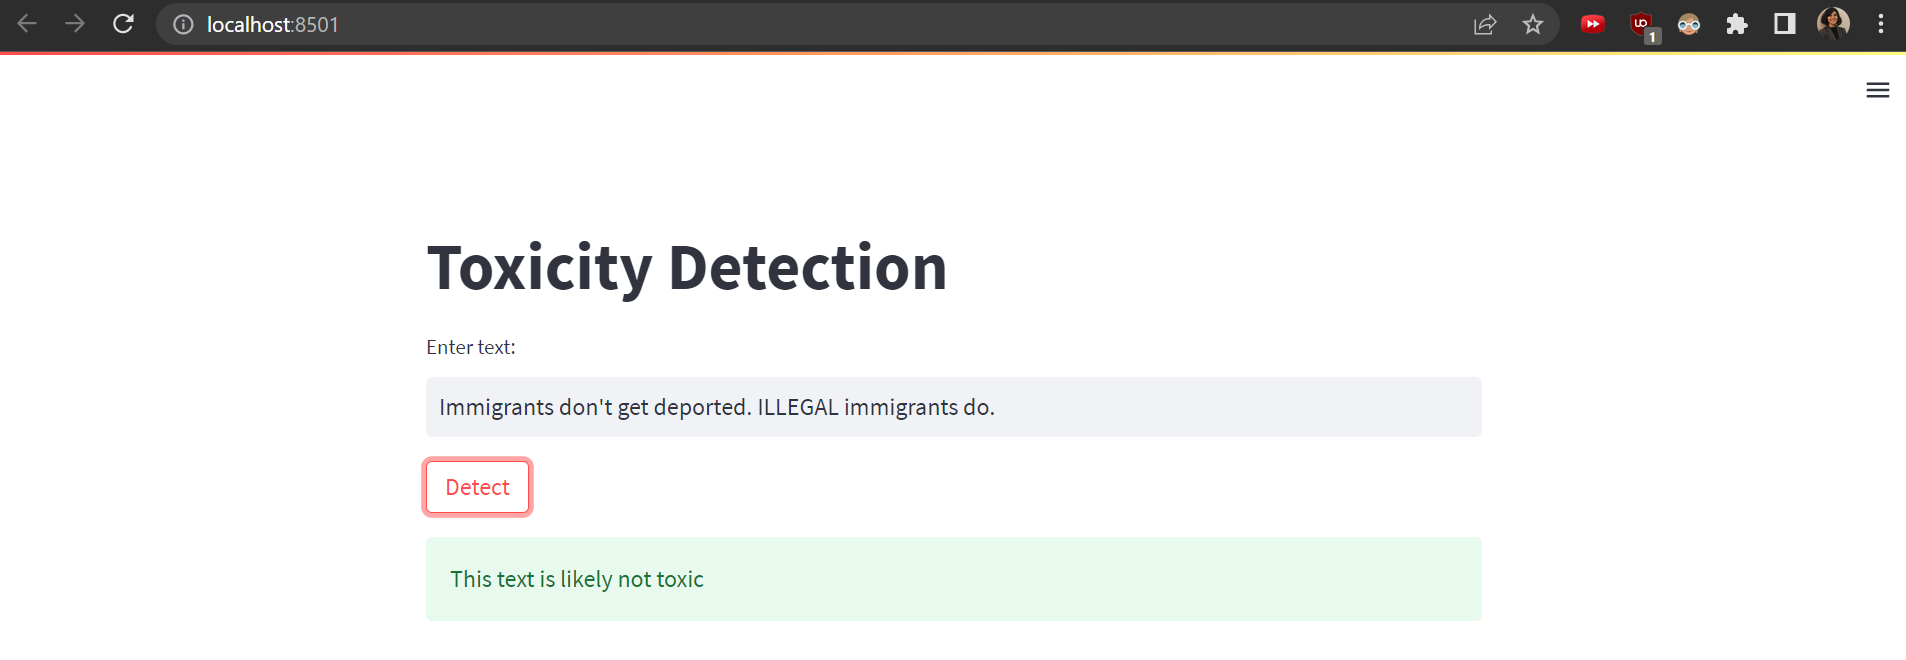 localhost:8501
uo
1
Toxicity Detection
Enter text:
Immigrants don't get deported. ILLEGAL immigrants do.
Detect
This text is likely not toxic